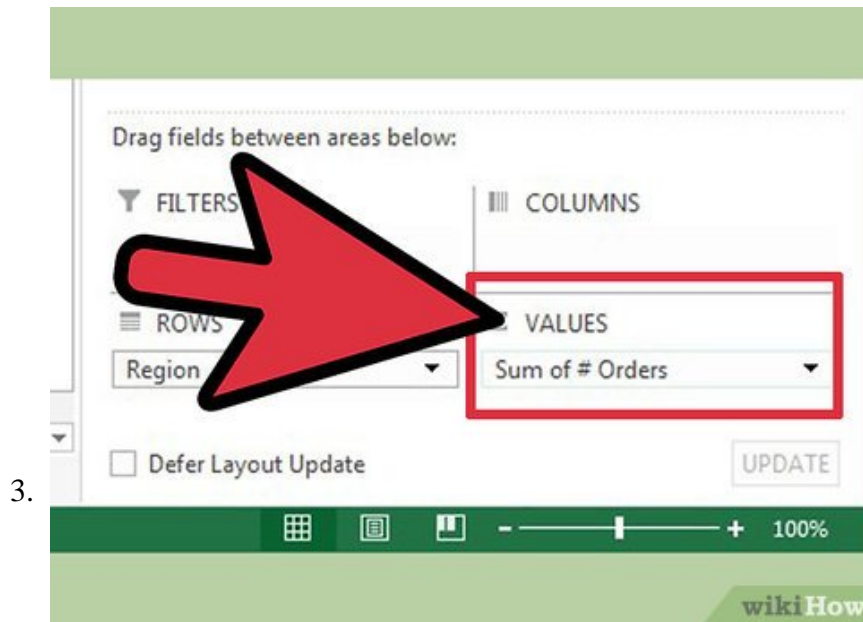 Drag fields between areas below:
FILTERS
COLUMNS
ROWS
Σ VALUES
Region
Sum of # Orders
Defer Layout Update
UPDATE
3.
- + 100%
wikiHow